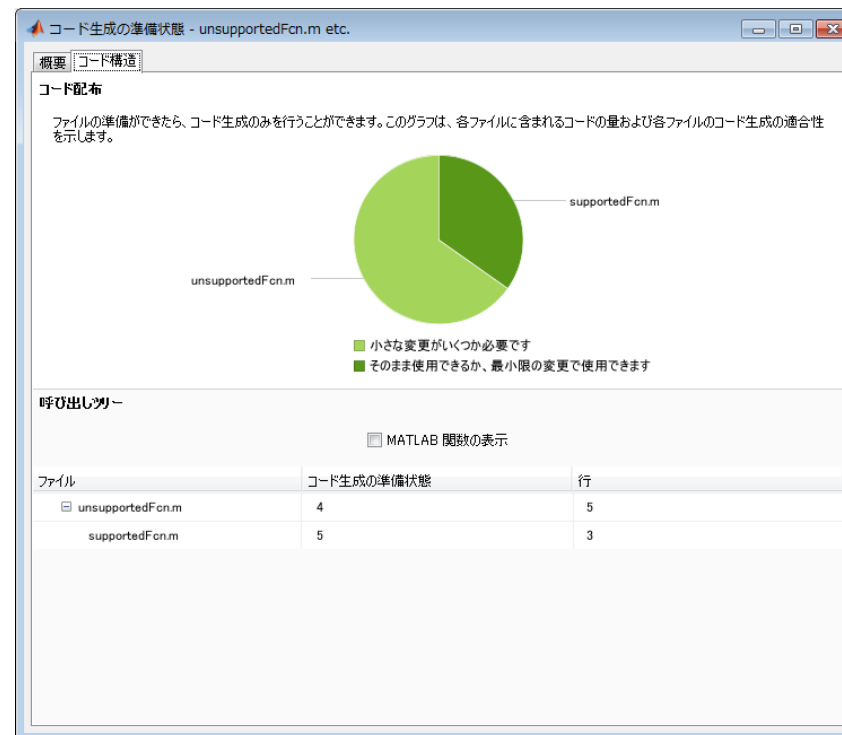 コード生成の準備状態 - unsupportedFcn.m etc.
概要 コード構造
コード配布
ファイルの準備ができたら、コード生成のみを行うことができます。このグラフは、各ファイルに含まれるコードの量および各ファイルのコード生成の適合性
を示します。
supportedFcn.m
unsupportedFcn.m
小さな変更がいくつか必要です
そのまま使用できるか、最小限の変更で使用できます
呼び出しツリー
MATLAB 関数の表示
ファイル コード生成の準備状態 行
unsupportedFcn.m 4 5
supportedFcn.m 5 3